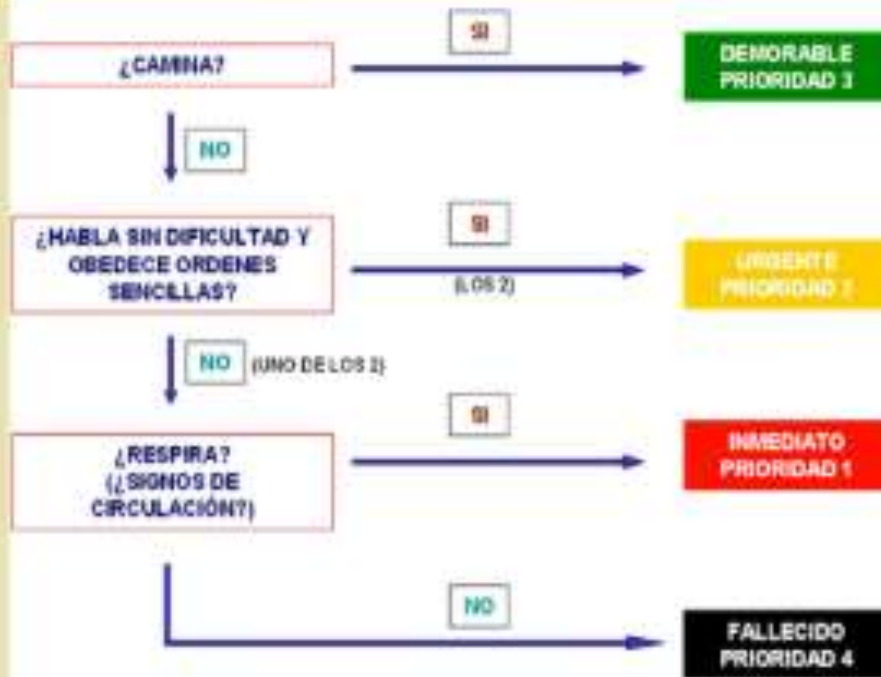 SI
¿CAMINA?
DEMORABLE
PRIORIDAD 3
NO
¿HABLA SIN DIFICULTAD Y
OBEDECE ORDENES
SENCILLAS?
SI
(LOS 2)
URGENTE
PRIORIDAD 2
NO (UNO DE LOS 2)
SI
¿RESPIRA?
(¿SIGNOS DE
CIRCULACIÓN?)
INMEDIATO
PRIORIDAD 1
NO
FALLECIDO
PRIORIDAD 4